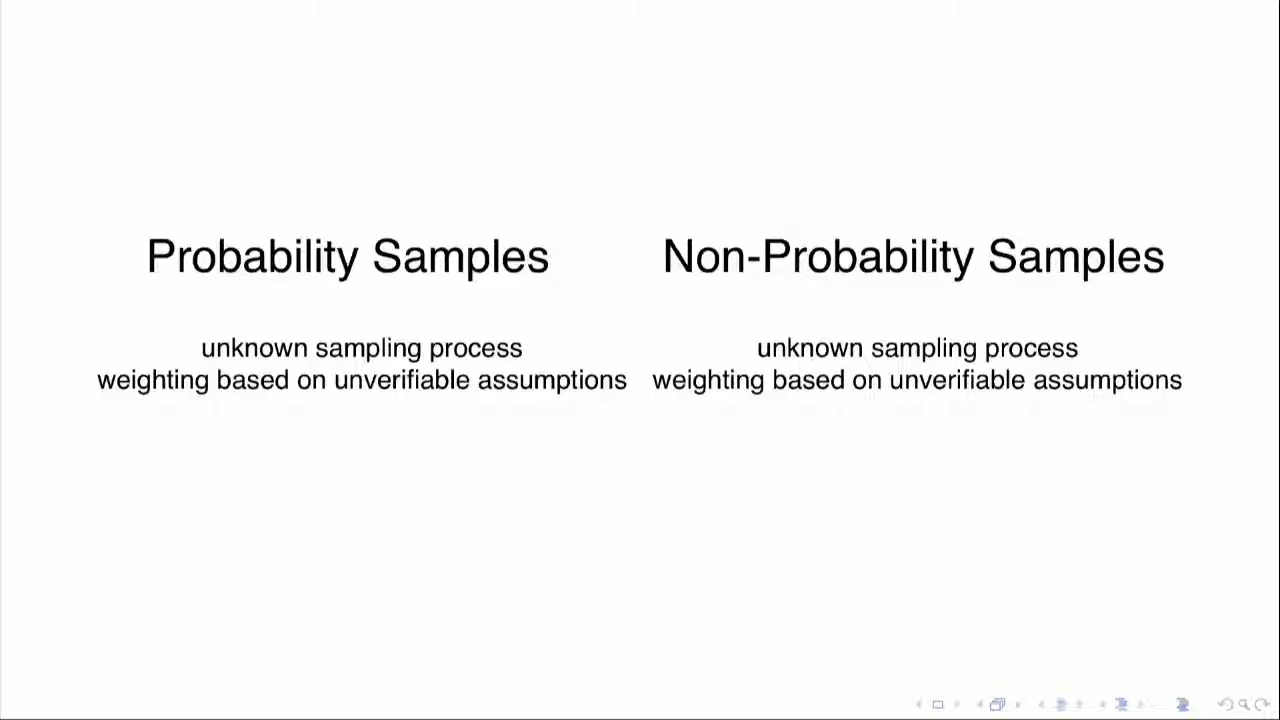 Probability Samples
unknown sampling process
weighting based on unverifiable assumptions
Non-Probability Samples
unknown sampling process
weighting based on unverifiable assumptions